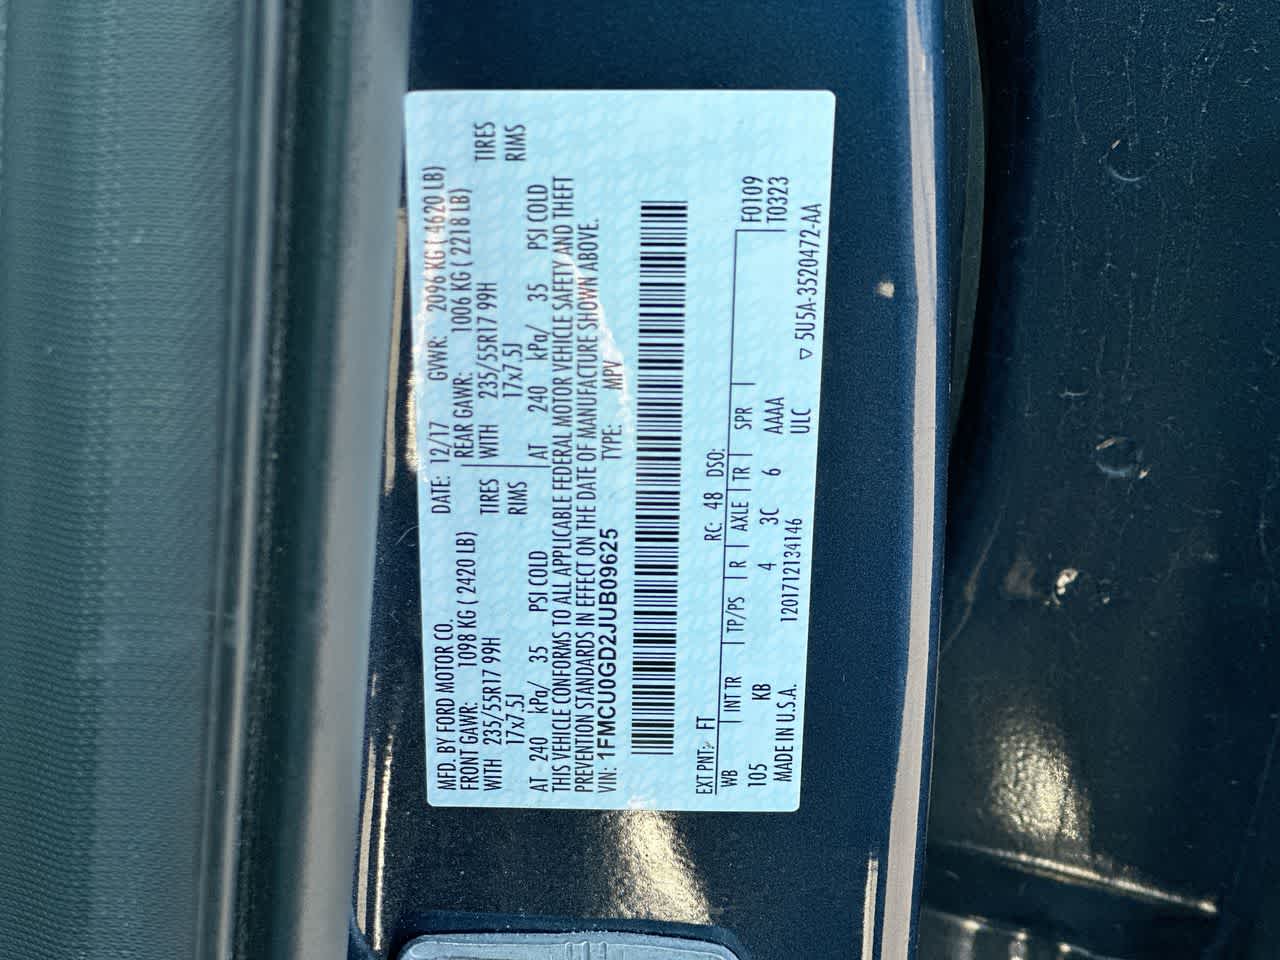 MFD. BY FORD MOTOR CO. DATE: 12/17 GVWR: 2096 KG ( 4620 LB)
FRONT GAWR: 1098 KG ( 2420 LB) REAR GAWR: 1006 KG ( 2218 LB)
WITH 235/55R17 99H TIRES WITH 235/55R17 99H TIRES
17x7.5J RIMS 17x7.5J RIMS
AT 240 kPa/ 35 PSI COLD AT 240 kPa/ 35 PSI COLD
THIS VEHICLE CONFORMS TO ALL APPLICABLE FEDERAL MOTOR VEHICLE SAFETY AND THEFT
PREVENTION STANDARDS IN EFFECT ON THE DATE OF MANUFACTURE SHOWN ABOVE.
VIN: 1FMCU0GD2JUB09625 TYPE: MPV
EXT PNT: FT RC: 48 DSO:
WB INT TR TP/PS R AXLE TR SPR F0109
105 KB 4 3C 6 AAAA T0323
MADE IN U.S.A. 1201712134146 ULC
▽ 5U5A-3520472-AA